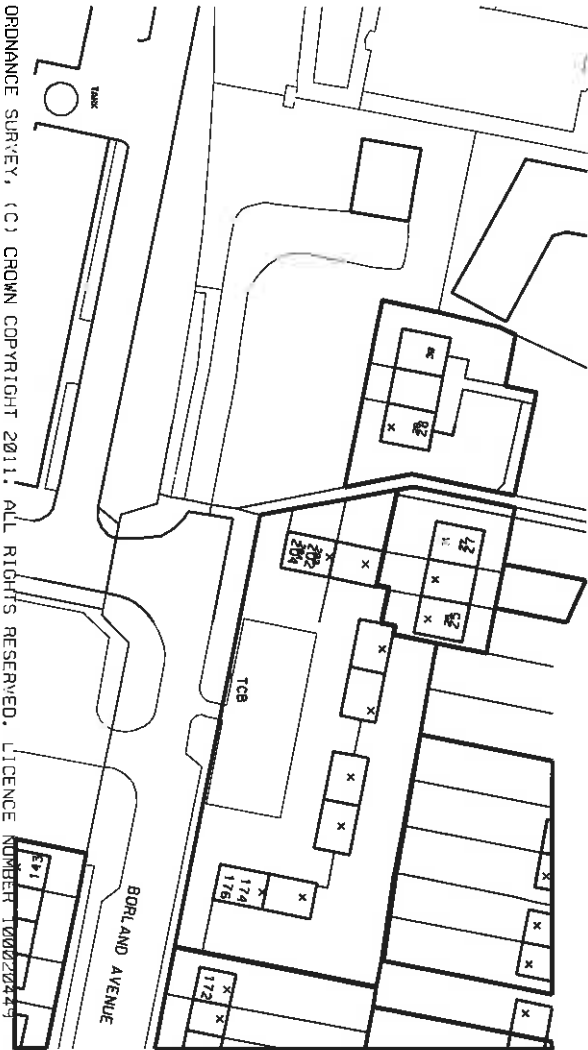 ORDNANCE SURVEY, (C) CROWN COPYRIGHT 2011. ALL RIGHTS RESERVED. LICENCE NUMBER 100020449
TANK
28
27
25
202
204
TCB
174
176
172
143
BORLAND AVENUE